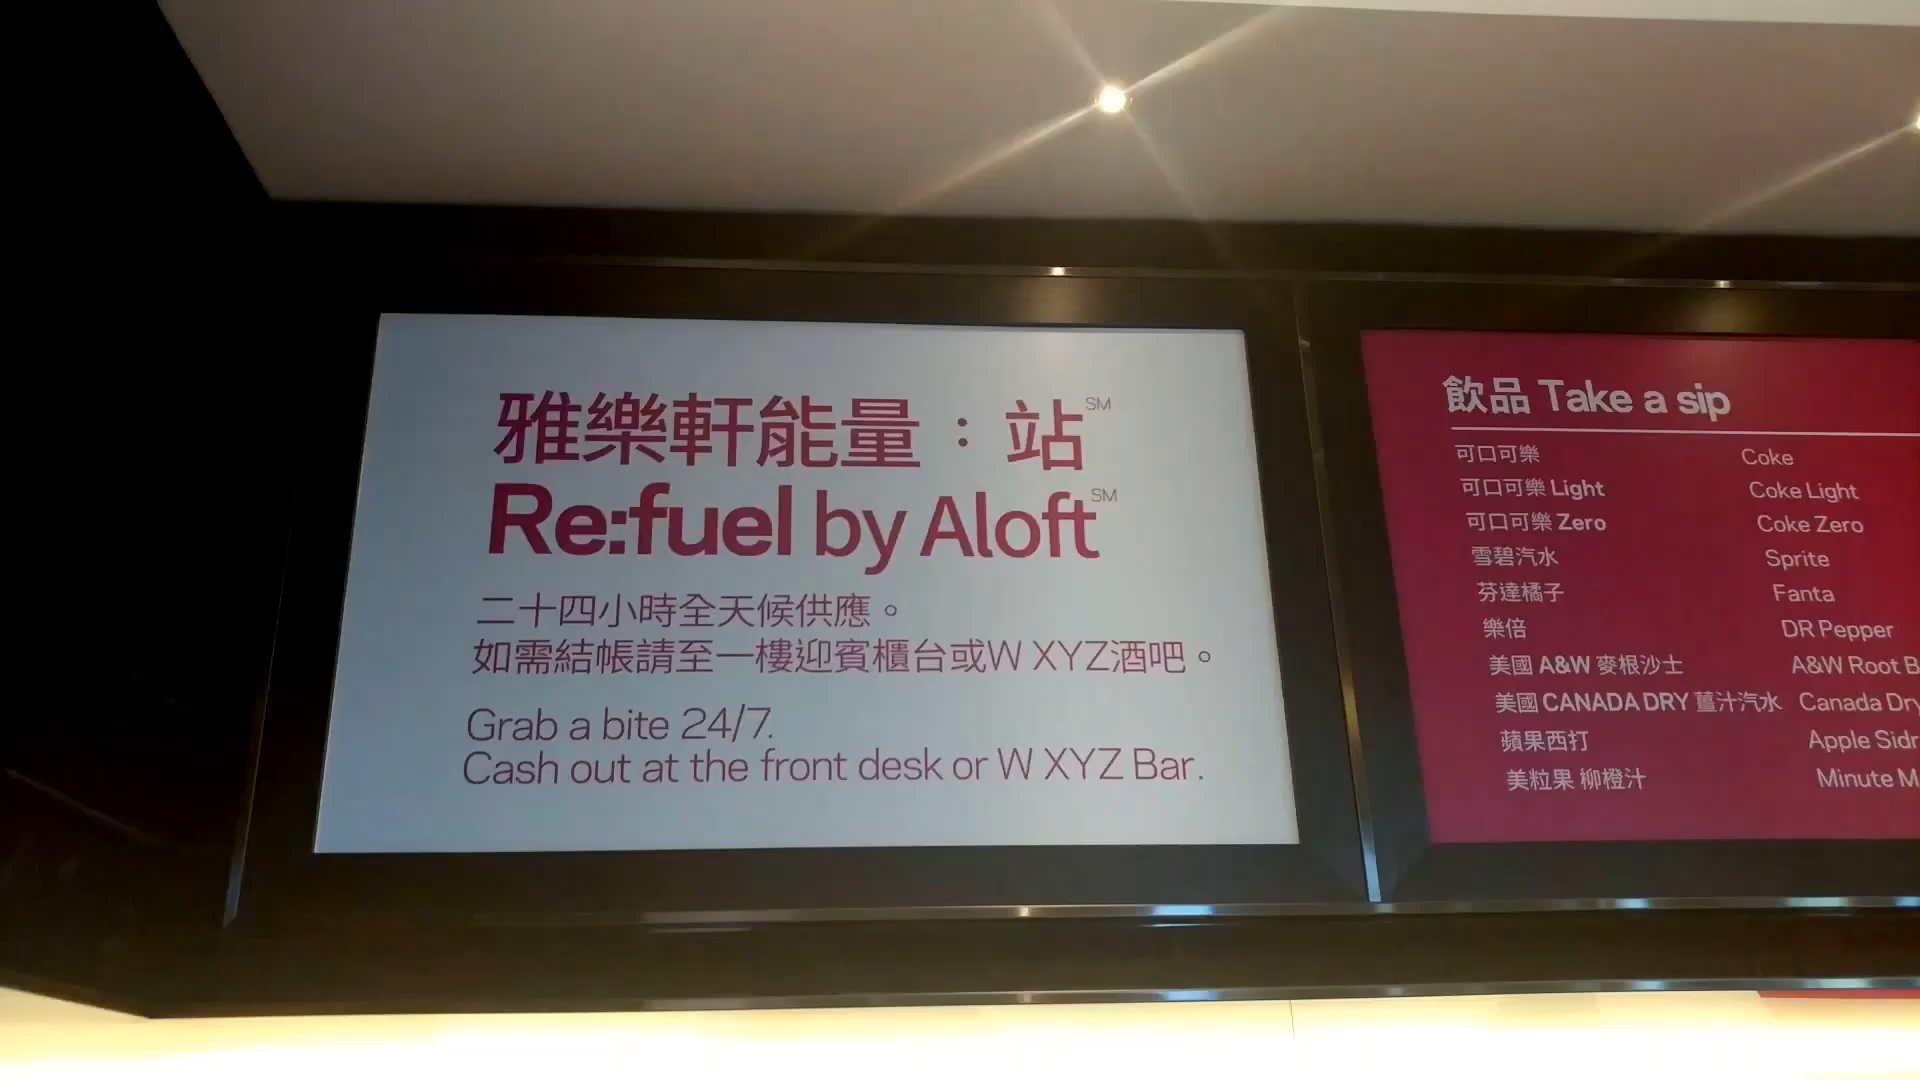 雅樂軒能量：站 SM
Re:fuel by Aloft SM
二十四小時全天候供應。
如需結帳請至一樓迎賓櫃台或W XYZ酒吧。
Grab a bite 24/7.
Cash out at the front desk or W XYZ Bar.
飲品 Take a sip
可口可樂 Coke
可口可樂 Light Coke Light
可口可樂 Zero Coke Zero
雪碧汽水 Sprite
芬達橘子 Fanta
樂倍 DR Pepper
美國 A&W 麥根沙士 A&W Root
美國 CANADA DRY 薑汁汽水 Canada Dry
蘋果西打 Apple
美粒果 柳橙汁 Minute